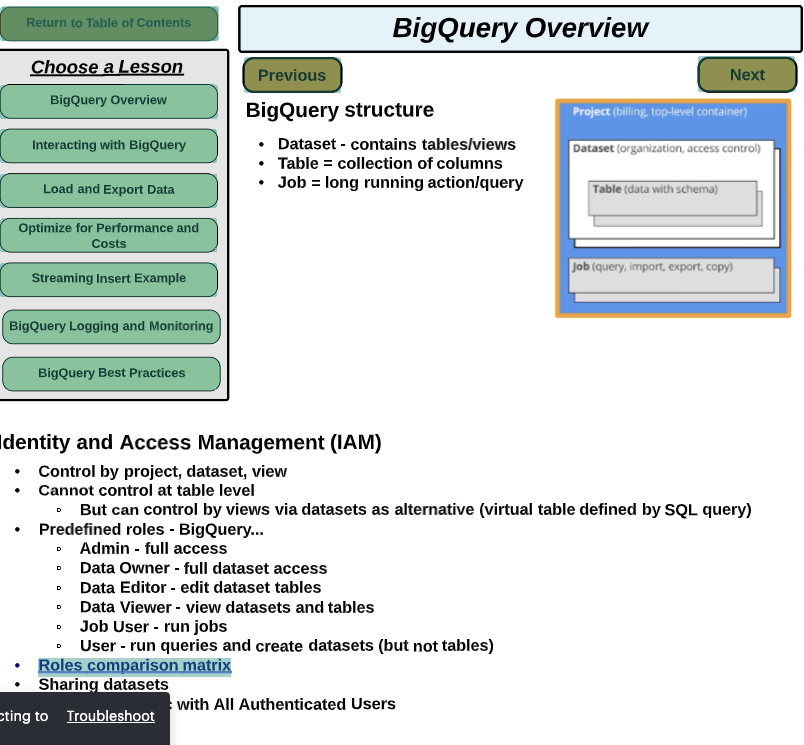 Return to Table of Contents
BigQuery Overview
Choose a Lesson
BigQuery Overview
Interacting with BigQuery
Load and Export Data
Optimize for Performance and
Costs
Streaming Insert Example
BigQuery Logging and Monitoring
BigQuery Best Practices
Previous
Next
BigQuery structure
• Dataset - contains tables/views
• Table = collection of columns
• Job = long running action/query
Project (billing, top-level container)
Dataset (organization, access control)
Table (data with schema)
Job (query, import, export, copy)
Identity and Access Management (IAM)
• Control by project, dataset, view
• Cannot control at table level
◦ But can control by views via datasets as alternative (virtual table defined by SQL query)
• Predefined roles - BigQuery...
◦ Admin - full access
◦ Data Owner - full dataset access
◦ Data Editor - edit dataset tables
◦ Data Viewer - view datasets and tables
◦ Job User - run jobs
◦ User - run queries and create datasets (but not tables)
• Roles comparison matrix
• Sharing datasets
with All Authenticated Users
cting to Troubleshoot